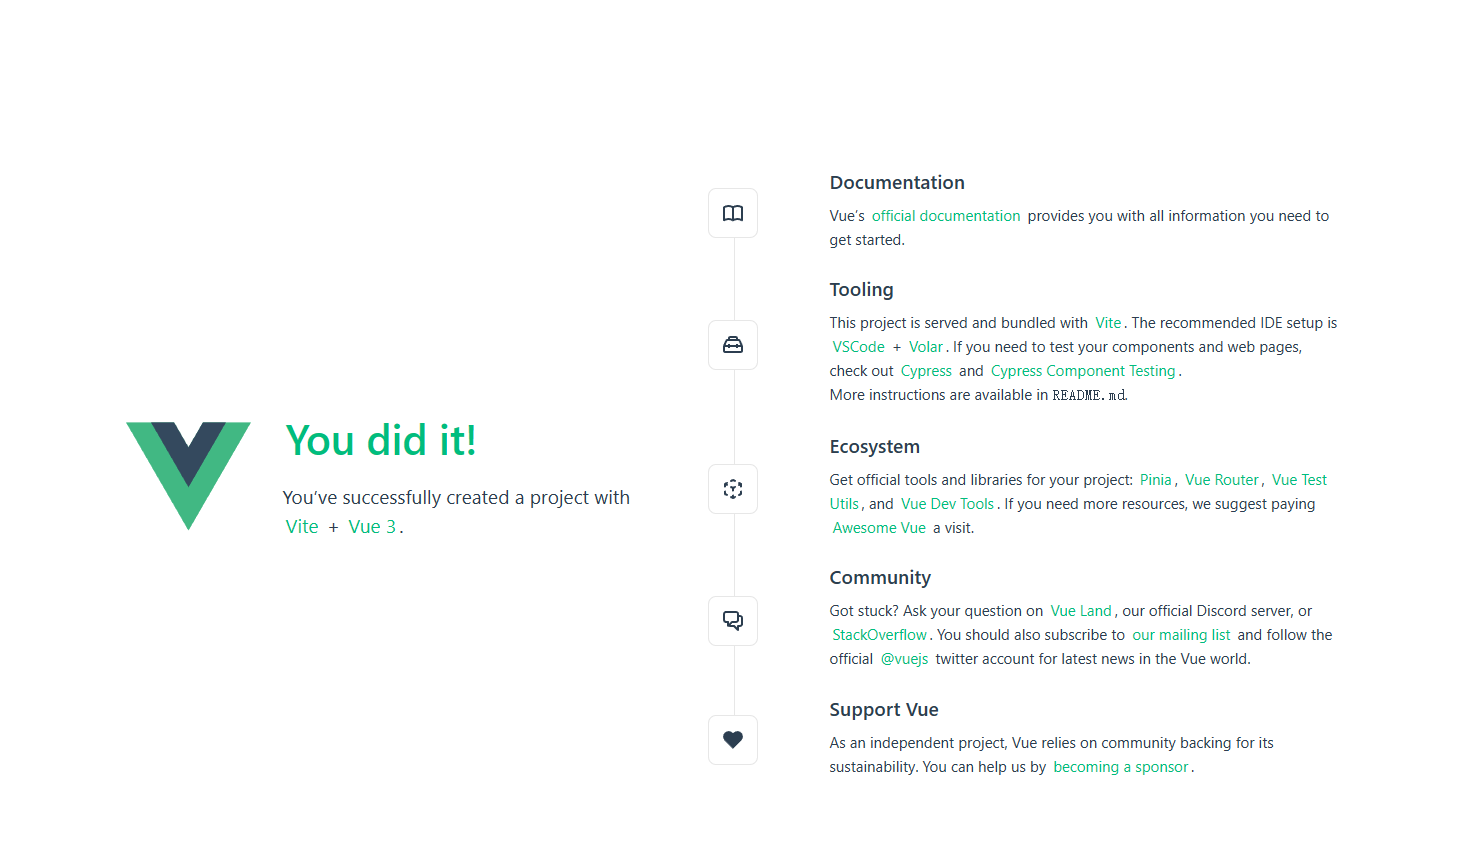 You did it!
You’ve successfully created a project with
Vite + Vue 3.
Documentation
Vue’s official documentation provides you with all information you need to
get started.
Tooling
This project is served and bundled with Vite. The recommended IDE setup is
VSCode + Volar. If you need to test your components and web pages,
check out Cypress and Cypress Component Testing.
More instructions are available in README.md.
Ecosystem
Get official tools and libraries for your project: Pinia, Vue Router, Vue Test
Utils, and Vue Dev Tools. If you need more resources, we suggest paying
Awesome Vue a visit.
Community
Got stuck? Ask your question on Vue Land, our official Discord server, or
StackOverflow. You should also subscribe to our mailing list and follow the
official @vuejs twitter account for latest news in the Vue world.
Support Vue
As an independent project, Vue relies on community backing for its
sustainability. You can help us by becoming a sponsor.